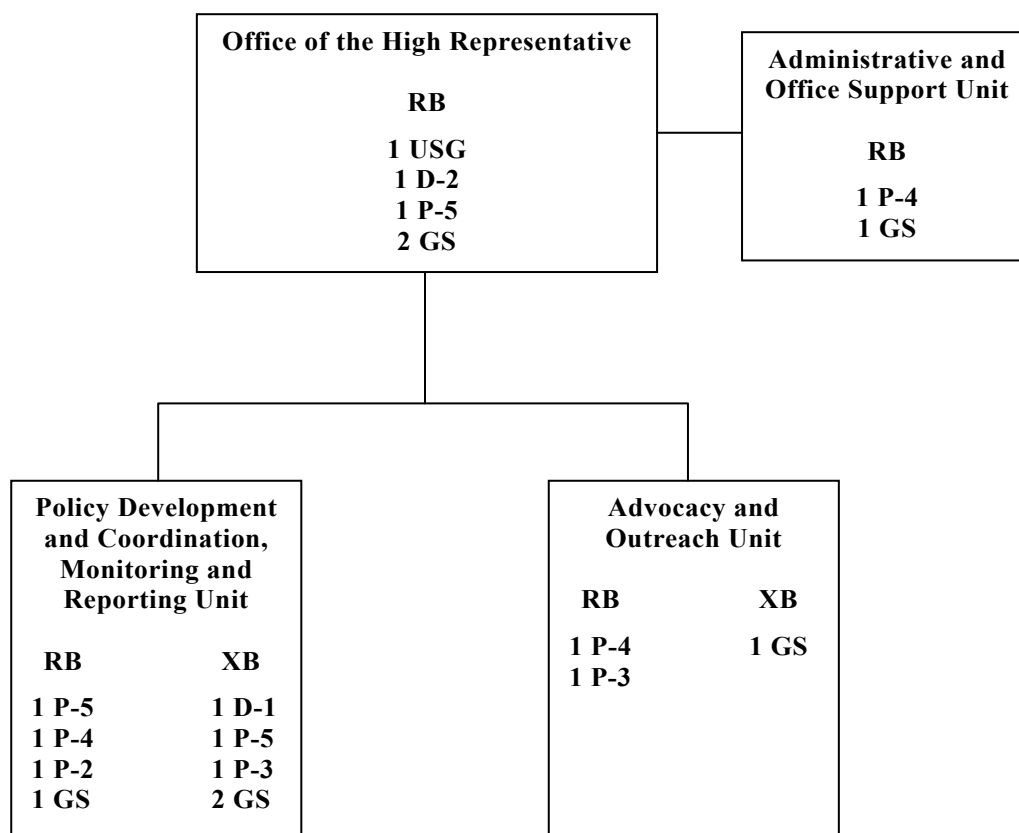 Office of the High Representative
RB
1 USG
1 D-2
1 P-5
2 GS
Administrative and
Office Support Unit
RB
1 P-4
1 GS
Policy Development
and Coordination,
Monitoring and
Reporting Unit
RB XB
1 P-5 1 D-1
1 P-4 1 P-5
1 P-2 1 P-3
1 GS 2 GS
Advocacy and
Outreach Unit
RB XB
1 P-4 1 GS
1 P-3